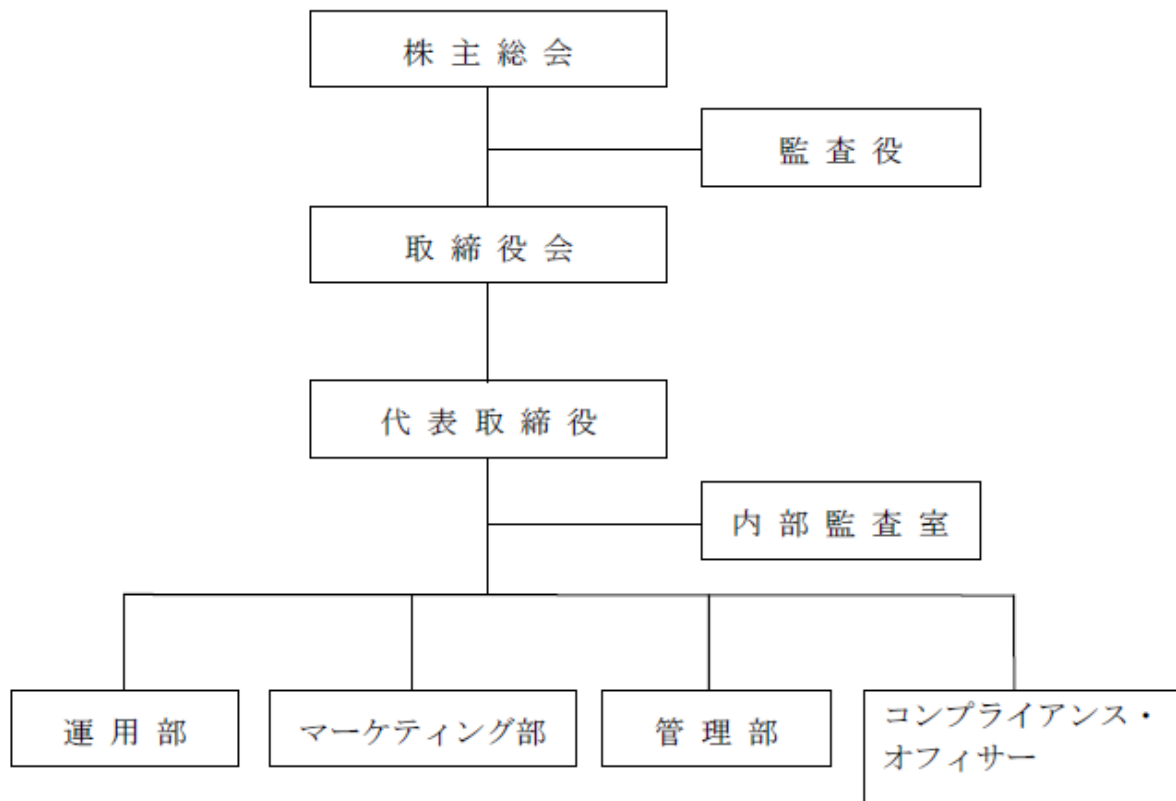 株主総会
監査役
取締役会
代表取締役
内部監査室
運用部
マーケティング部
管理部
コンプライアンス・
オフィサー